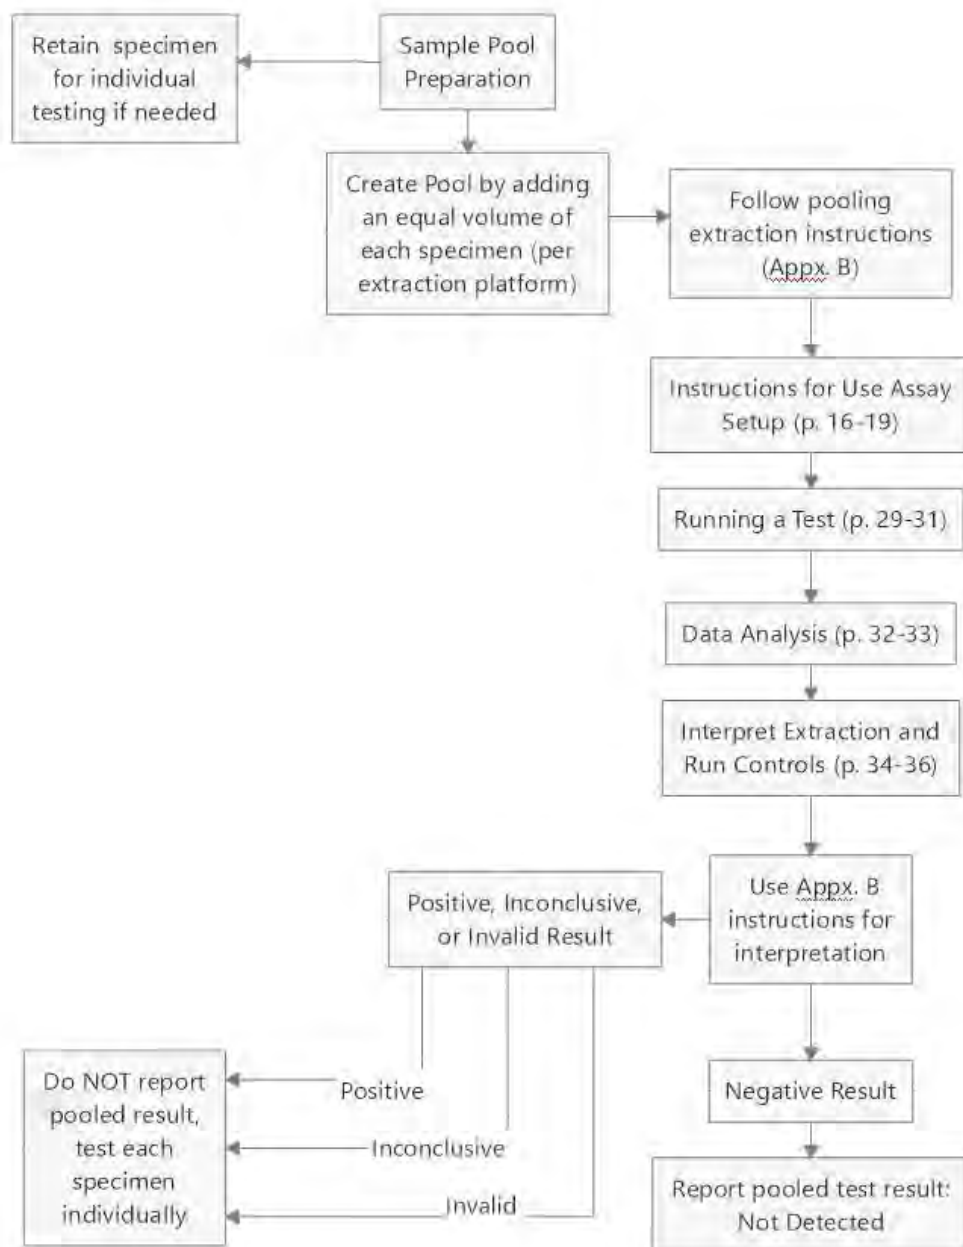 Retain specimen
for individual
testing if needed
Sample Pool
Preparation
Create Pool by adding
an equal volume of
each specimen (per
extraction platform)
Follow pooling
extraction instructions
(Appx. B)
Instructions for Use Assay
Setup (p. 16-19)
Running a Test (p. 29-31)
Data Analysis (p. 32-33)
Interpret Extraction and
Run Controls (p. 34-36)
Use Appx. B
instructions for
interpretation
Positive, Inconclusive,
or Invalid Result
Positive
Inconclusive
Invalid
Do NOT report
pooled result,
test each
specimen
individually
Negative Result
Report pooled test result:
Not Detected